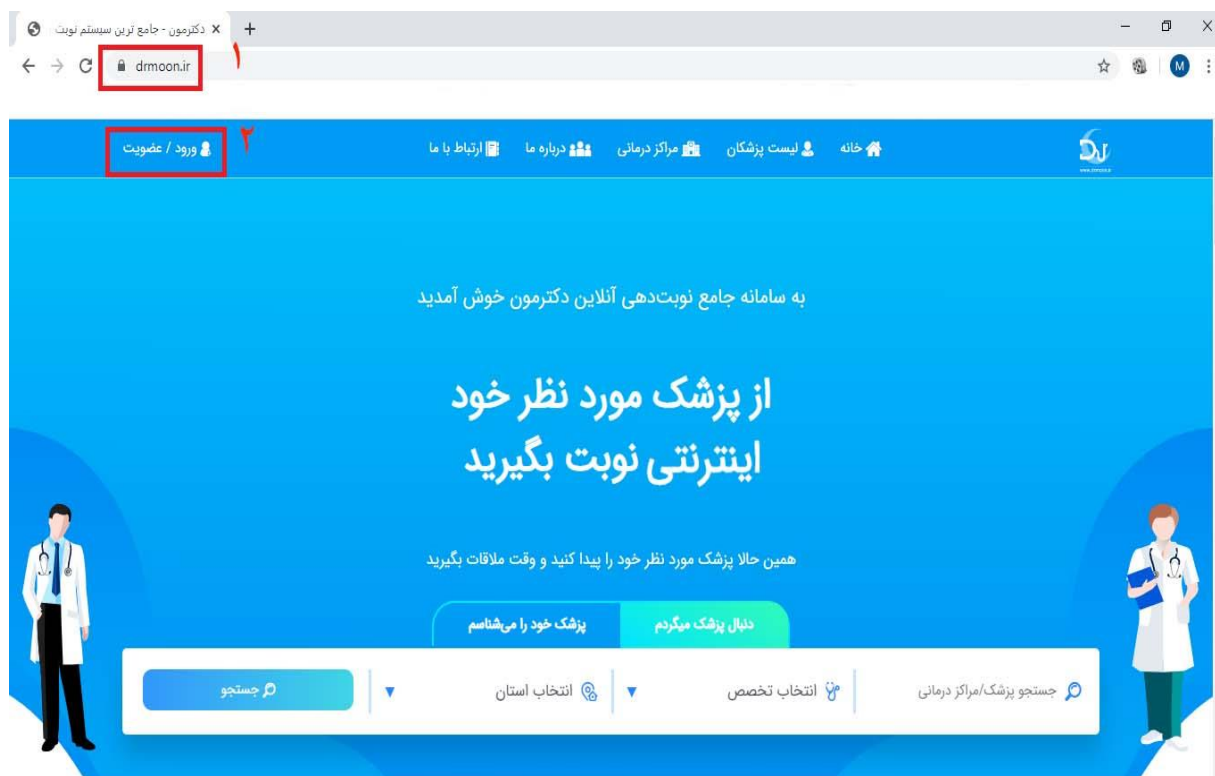 دکترمون - جامع ترین سیستم نوبت
drmoon.ir
۱
M
خانه
لیست پزشکان
مراکز درمانی
درباره ما
ارتباط با ما
۲
ورود / عضویت
به سامانه جامع نوبت‌دهی آنلاین دکترمون خوش آمدید
از پزشک مورد نظر خود
اینترنتی نوبت بگیرید
همین حالا پزشک مورد نظر خود را پیدا کنید و وقت ملاقات بگیرید
دنبال پزشک میگردم
پزشک خود را می‌شناسم
جستجو پزشک/مراکز درمانی
انتخاب تخصص
انتخاب استان
جستجو